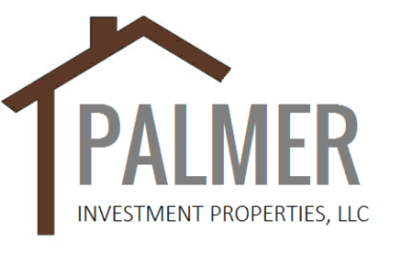 PALMER
INVESTMENT PROPERTIES, LLC